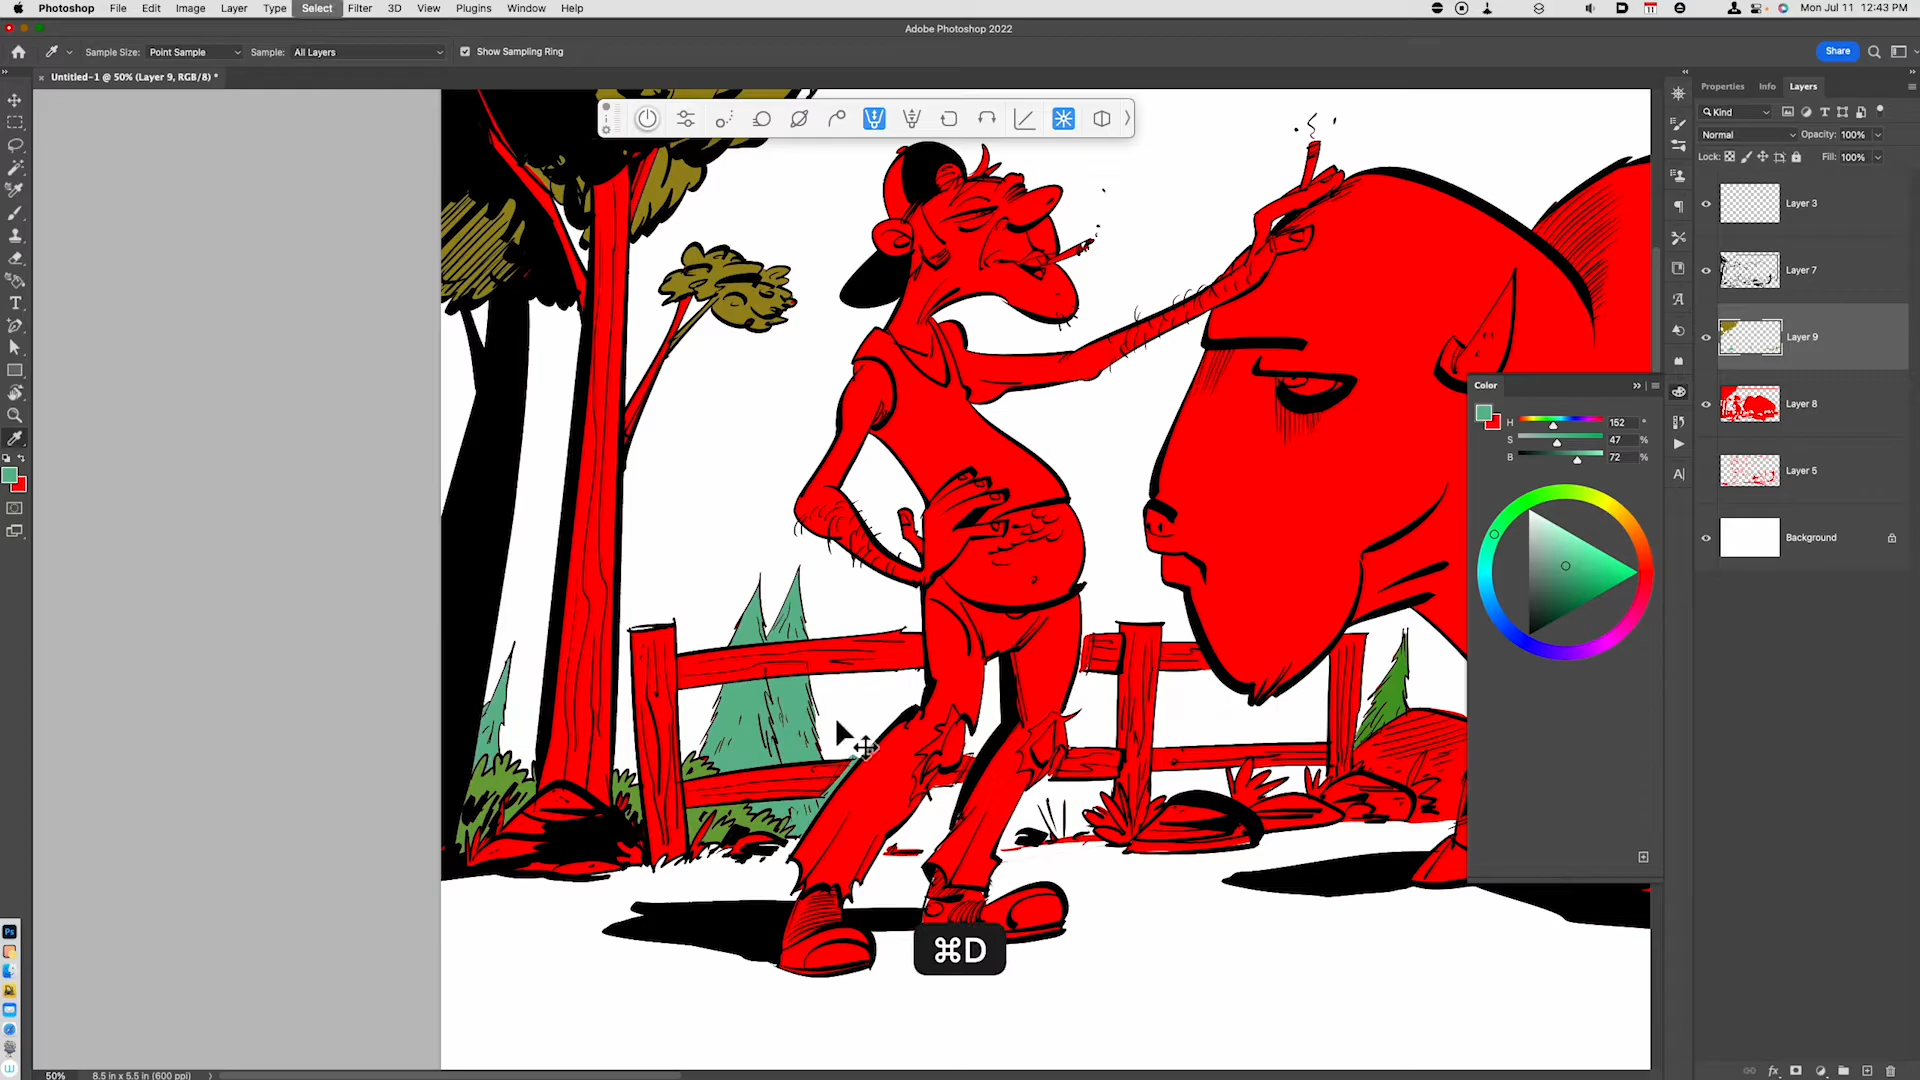 Photoshop File Edit Image Layer Type Select Filter 3D View Plugins Window Help
11 Mon Jul 11 12:43 PM
Adobe Photoshop 2022
Sample Size: Point Sample Sample: All Layers Show Sampling Ring
Share
Untitled-1 @ 50% (Layer 9, RGB/8) *
Properties Info Layers
Kind
Normal Opacity: 100%
Lock: Fill: 100%
Layer 3
Layer 7
Layer 9
Layer 8
Layer 5
Background
Color
H 152 °
S 47 %
B 72 %
⌘D
Ps
50% 8.5 in x 5.5 in (600 ppi)